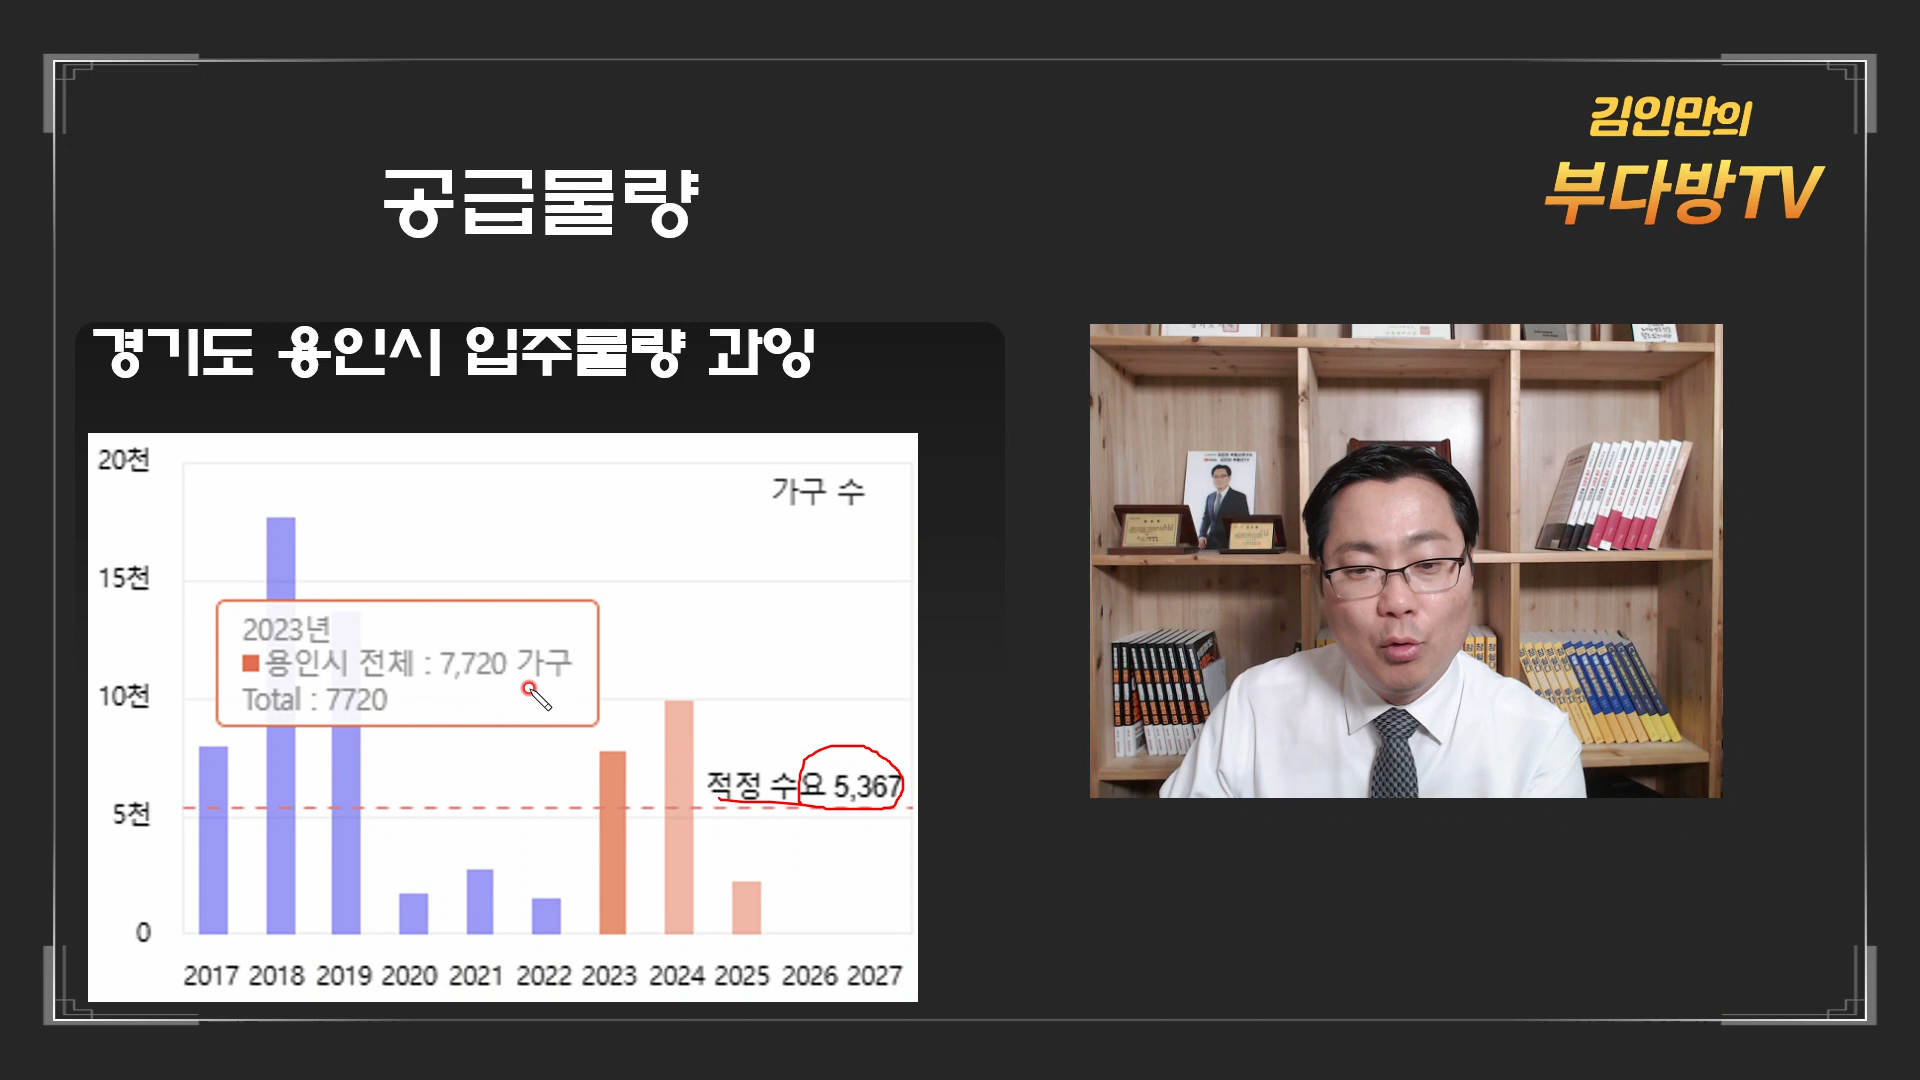 김인만의
부다방TV
공급물량
경기도 용인시 입주물량 과잉
20천
가구 수
15천
2023년
용인시 전체 : 7,720 가구
Total : 7720
10천
적정 수요 5,367
5천
0
2017 2018 2019 2020 2021 2022 2023 2024 2025 2026 2027